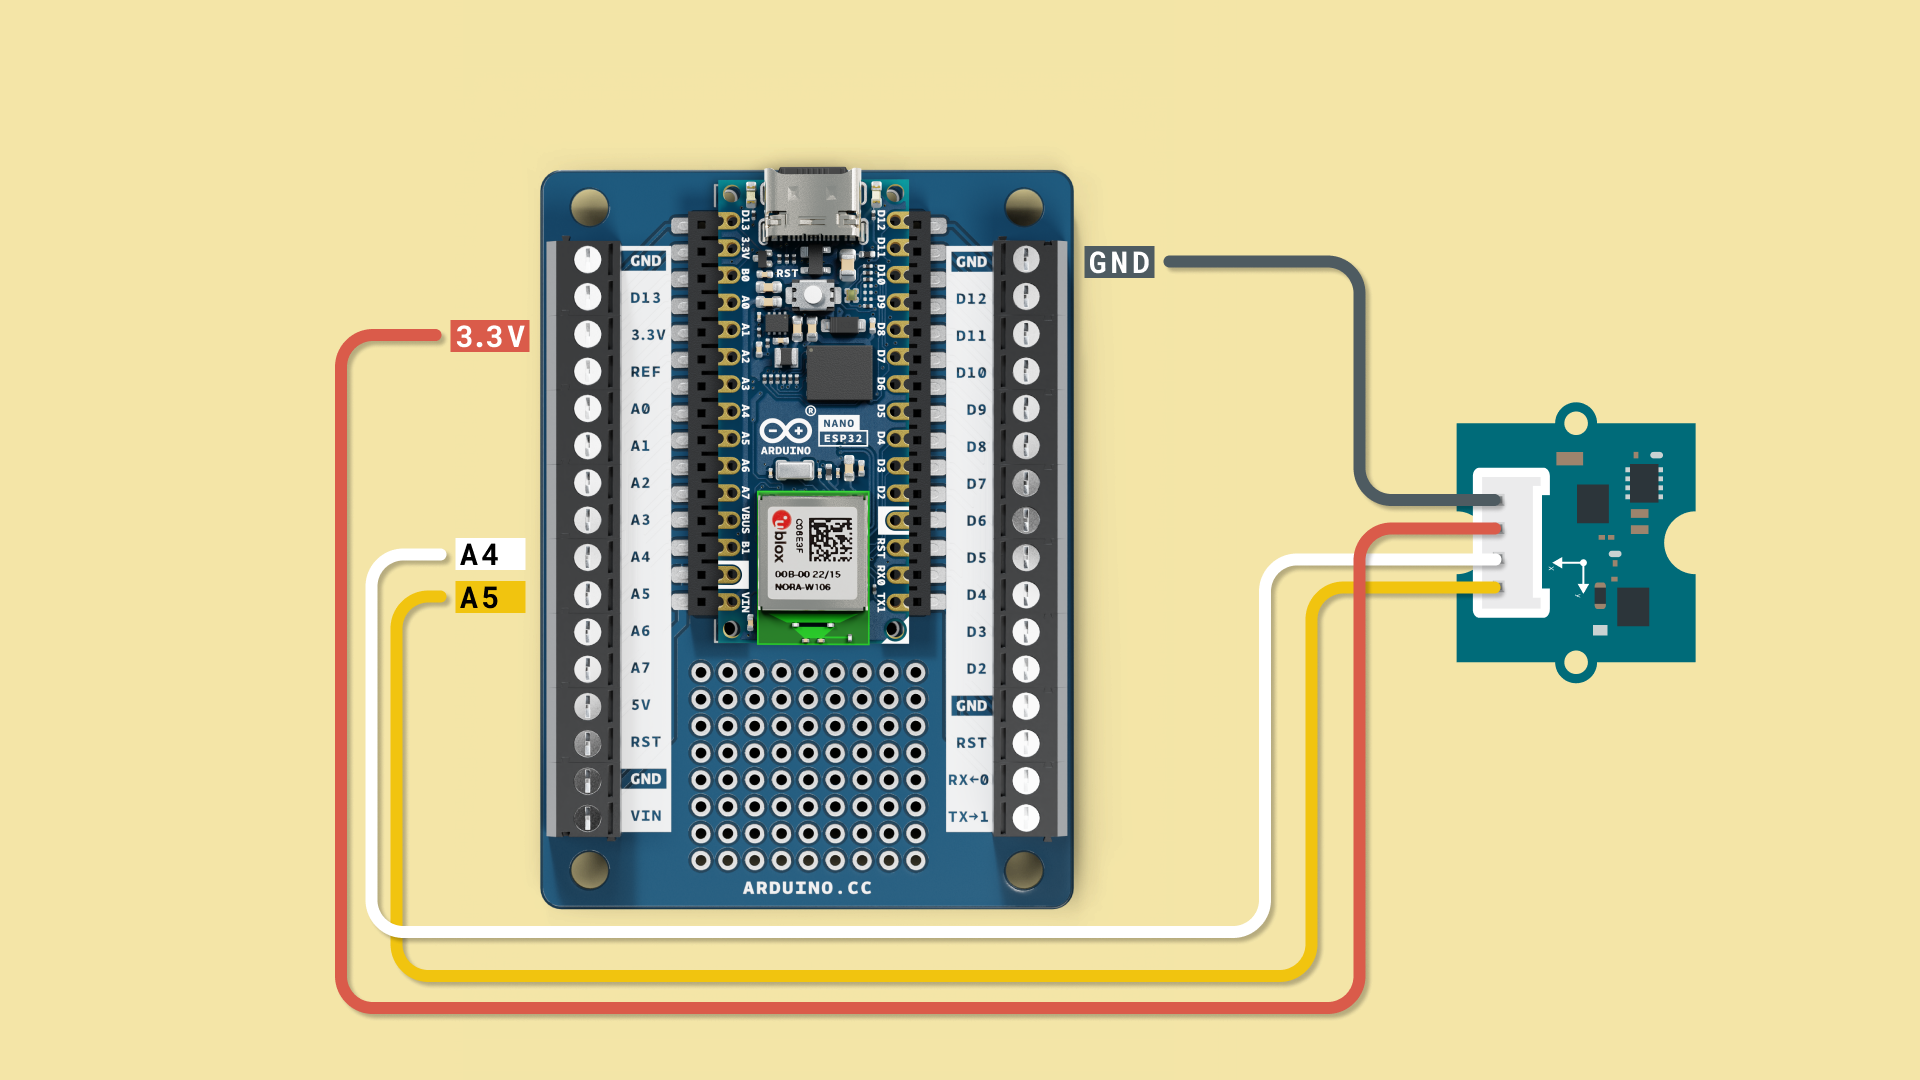 3.3V
A4
A5
GND
GND
D13
3.3V
REF
A0
A1
A2
A3
A4
A5
A6
A7
5V
RST
GND
VIN
D13
3.3V
B0
A0
A1
A2
A3
A4
A5
A6
A7
VBUS
B1
VIN
RST
®
NANO
ESP32
ARDUINO
ublox
00B-00 22/15
NORA-W106
D12
D11
D10
D9
D8
D7
D6
D5
D4
D3
D2
RST
RX0
TX1
GND
D12
D11
D10
D9
D8
D7
D6
D5
D4
D3
D2
GND
RST
RX←0
TX→1
ARDUINO.CC
X
Y